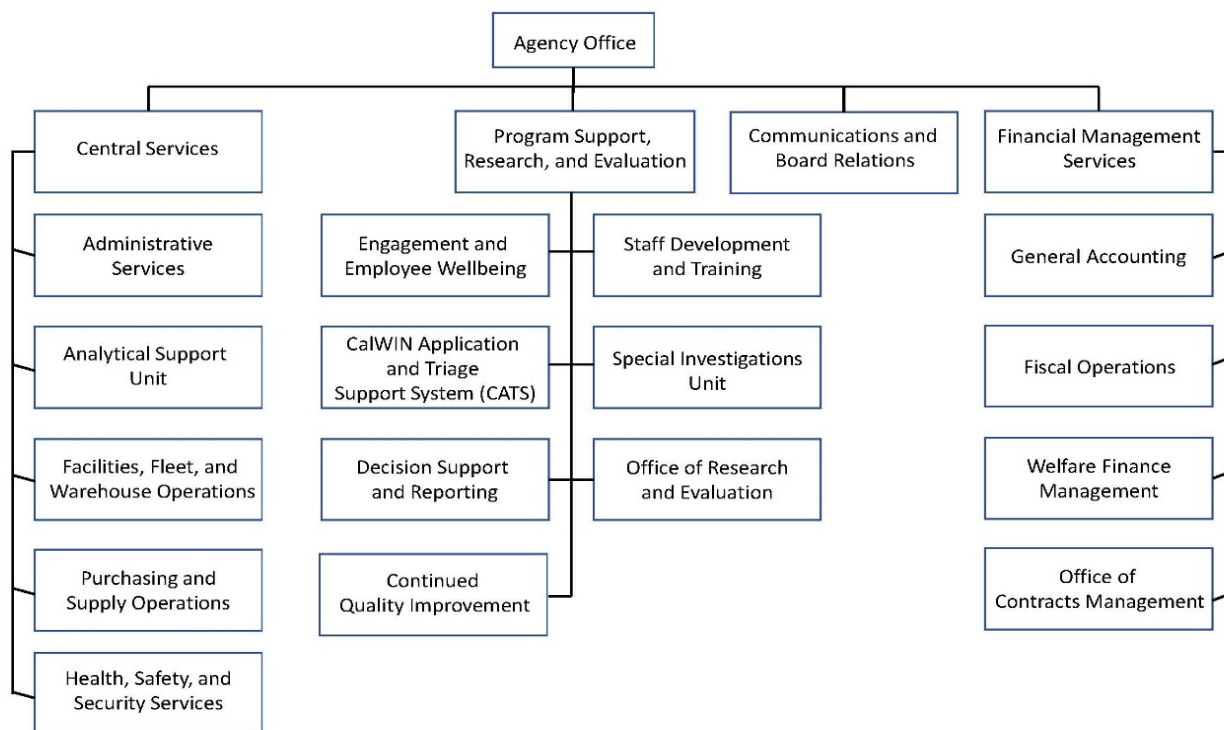 Agency Office
Central Services
Program Support,
Research, and Evaluation
Communications and
Board Relations
Financial Management
Services
Administrative
Services
Engagement and
Employee Wellbeing
Staff Development
and Training
General Accounting
Analytical Support
Unit
CalWIN Application
and Triage
Support System (CATS)
Special Investigations
Unit
Fiscal Operations
Facilities, Fleet, and
Warehouse Operations
Decision Support
and Reporting
Office of Research
and Evaluation
Welfare Finance
Management
Purchasing and
Supply Operations
Continued
Quality Improvement
Office of
Contracts Management
Health, Safety, and
Security Services